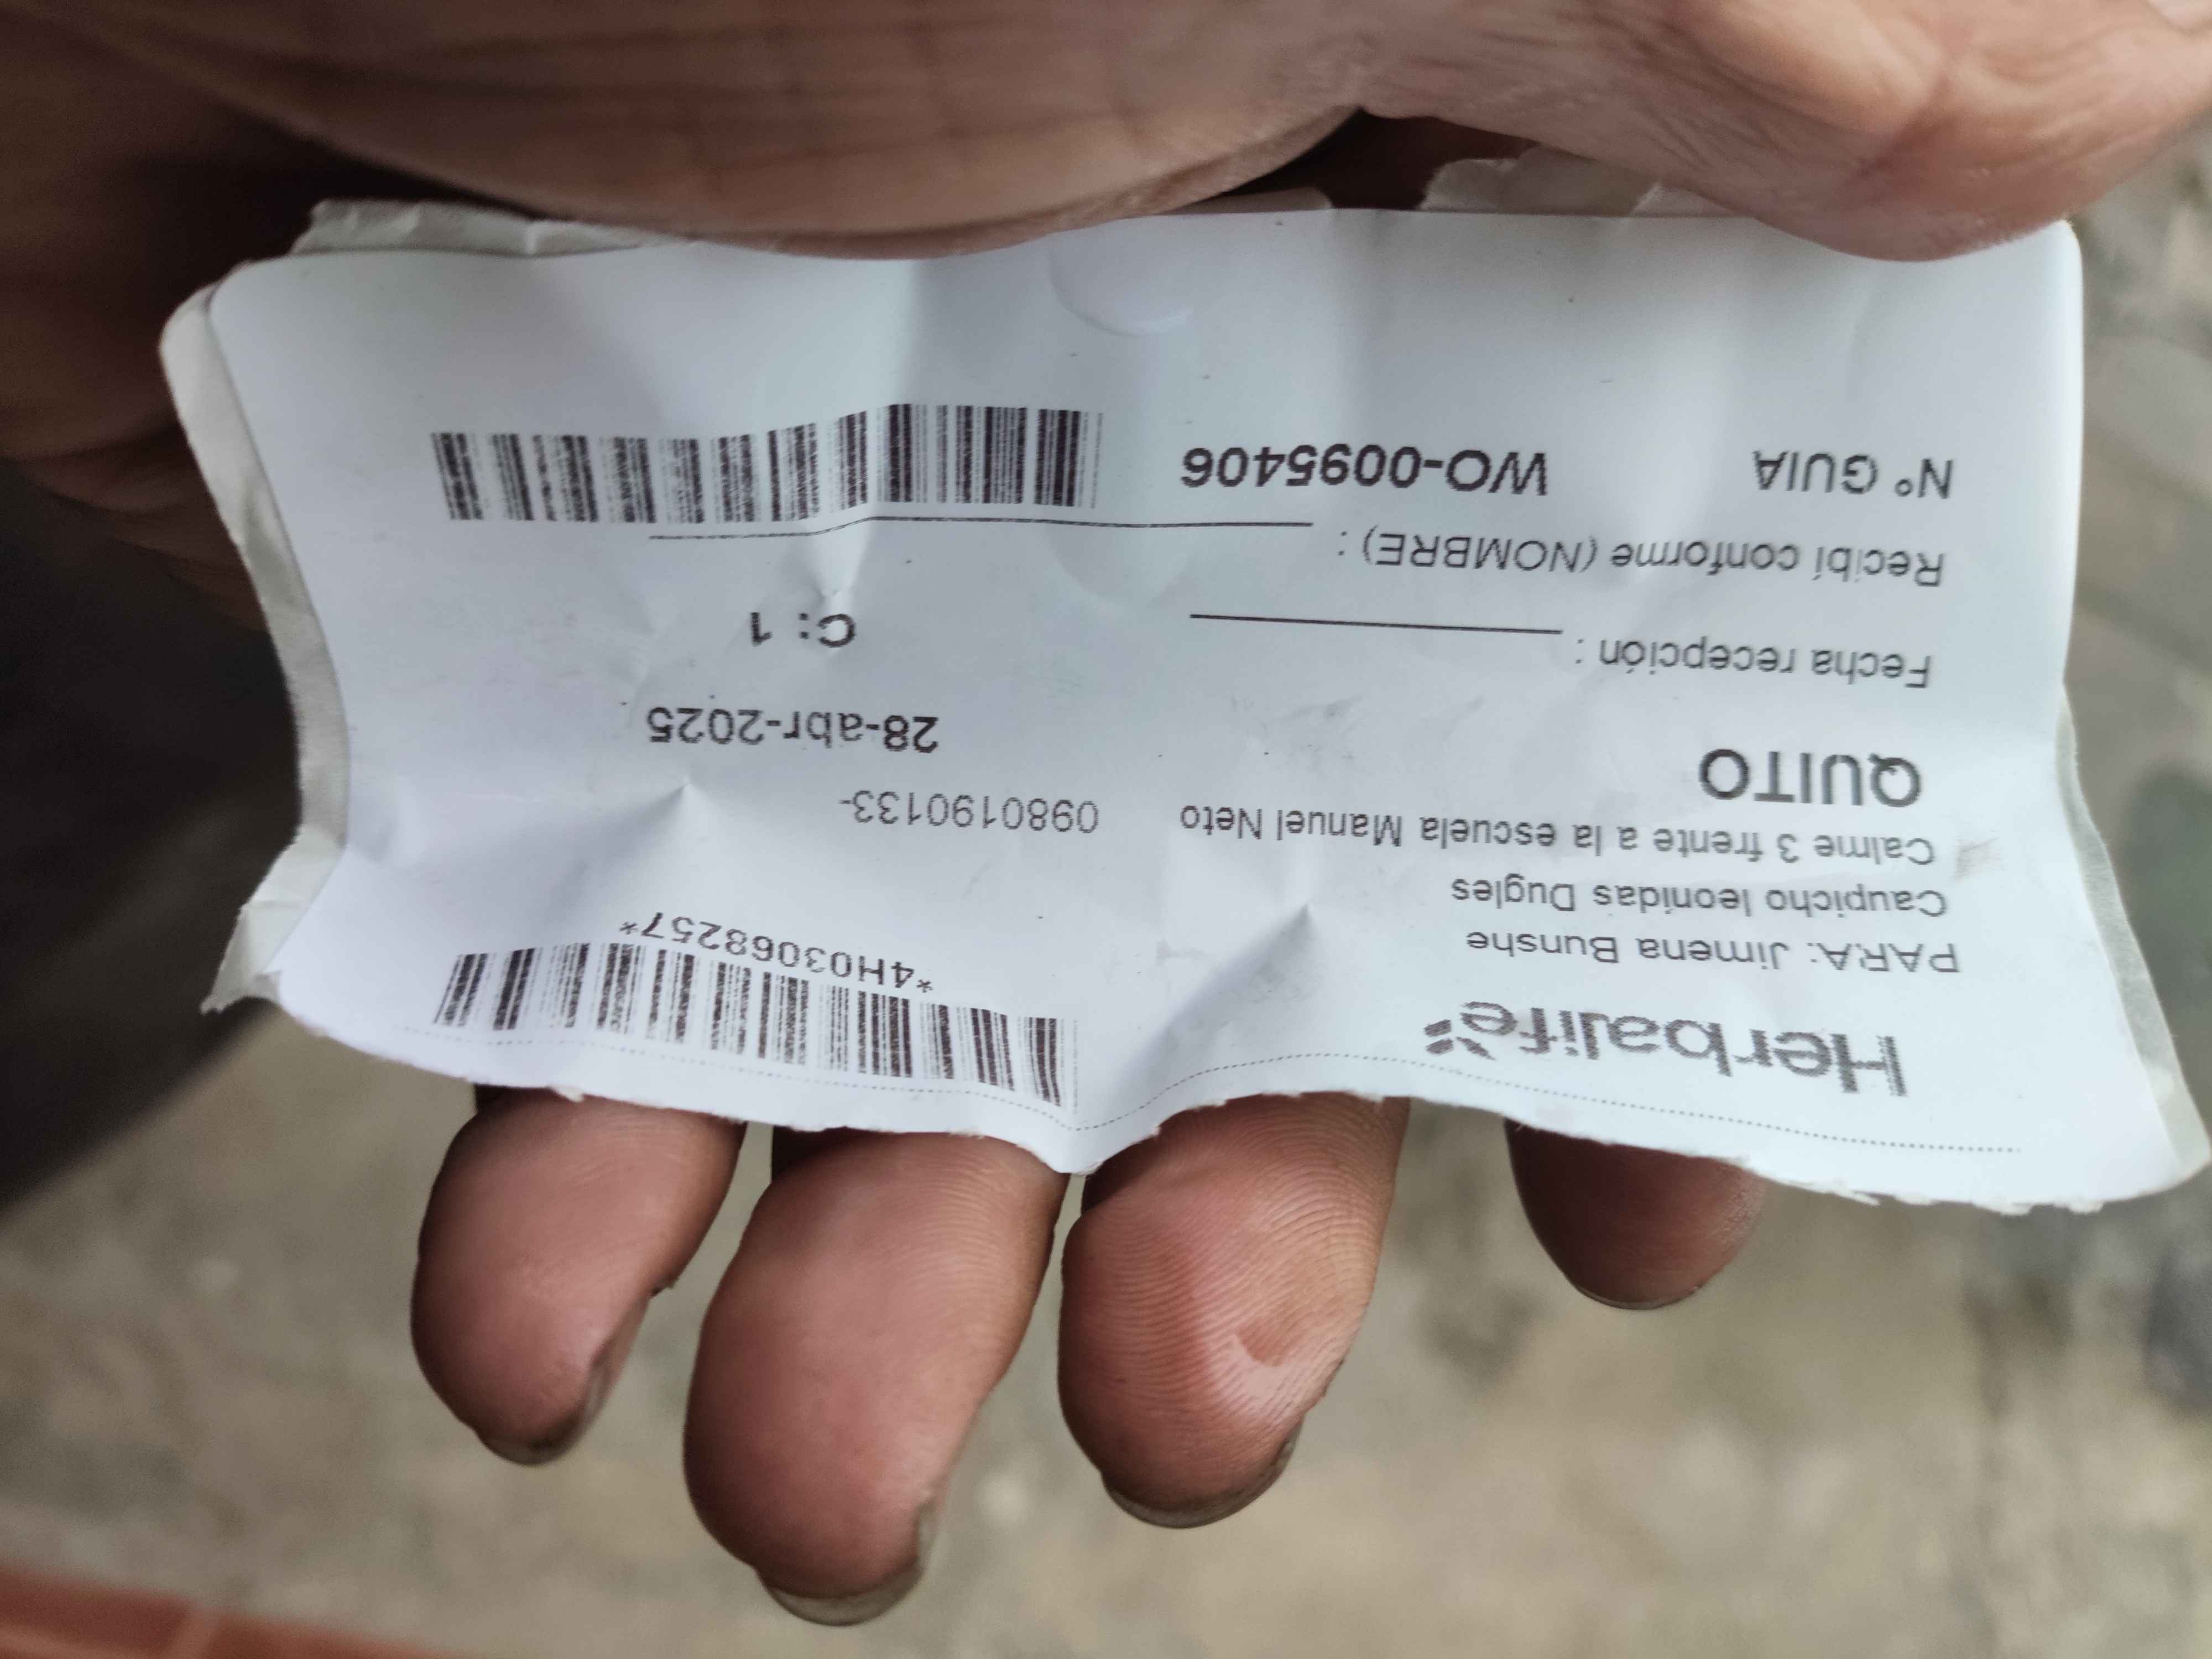 Herbalife
*4H03068257*
PARA: Jimena Bunshe
Caupicho leonidas Dugles
Calme 3 frente a la escuela Manuel Neto
0980190133-
QUITO
28-abr-2025
Fecha recepción :
C: 1
Recibí conforme (NOMBRE) :
N° GUIA WO-0095406